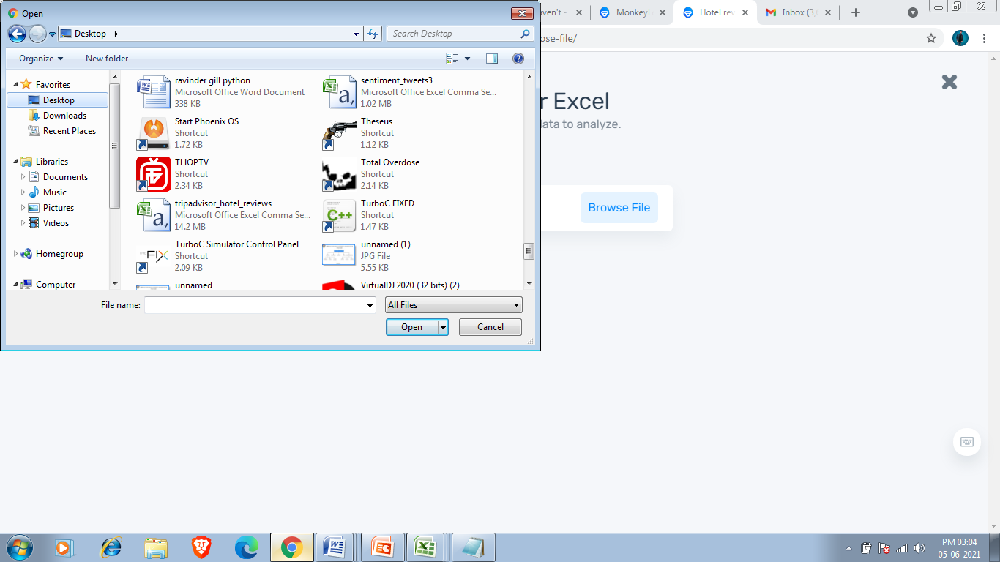 Open
Desktop
Search Desktop
Organize
New folder
Favorites
Desktop
Downloads
Recent Places
Libraries
Documents
Music
Pictures
Videos
Homegroup
Computer
ravinder gill python
Microsoft Office Word Document
338 KB
sentiment_tweets3
Microsoft Office Excel Comma Se...
1.02 MB
Start Phoenix OS
Shortcut
1.72 KB
Theseus
Shortcut
1.12 KB
THOPTV
Shortcut
2.34 KB
Total Overdose
Shortcut
2.14 KB
tripadvisor_hotel_reviews
Microsoft Office Excel Comma Se...
14.2 MB
TurboC FIXED
Shortcut
1.47 KB
TurboC Simulator Control Panel
Shortcut
2.09 KB
unnamed (1)
JPG File
5.55 KB
unnamed
VirtualDJ 2020 (32 bits) (2)
File name:
All Files
Open
Cancel
aven't -
MonkeyL
Hotel rev
Inbox (3,
ose-file/
r Excel
data to analyze.
Browse File
PM 03:04
05-06-2021